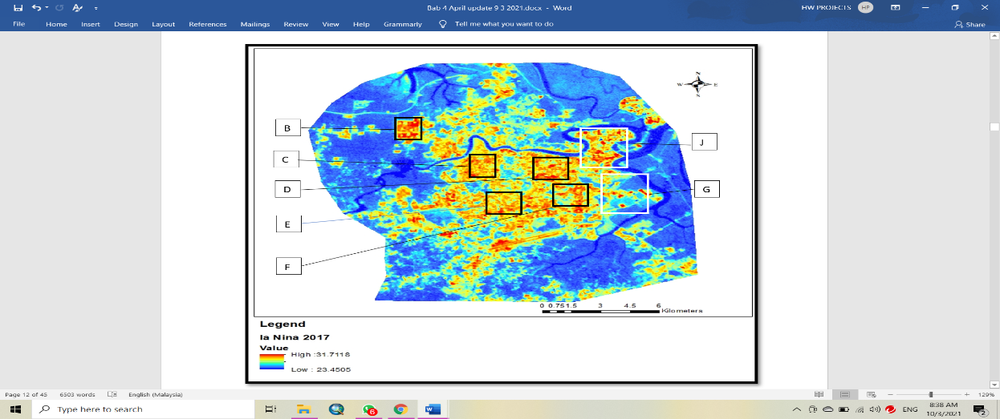 Bab 4 April update 9 3 2021.docx - Word
HW PROJECTS
HP
File Home Insert Design Layout References Mailings Review View Help Grammarly Tell me what you want to do
Share
N
W E
S
B
J
C
D
G
E
F
0 0.751.5 3 4.5 6
Kilometers
Legend
la Nina 2017
Value
High :31.7118
Low : 23.4505
Page 12 of 45 6503 words English (Malaysia)
129%
Type here to search
6
ENG
8:38 AM
10/3/2021
2